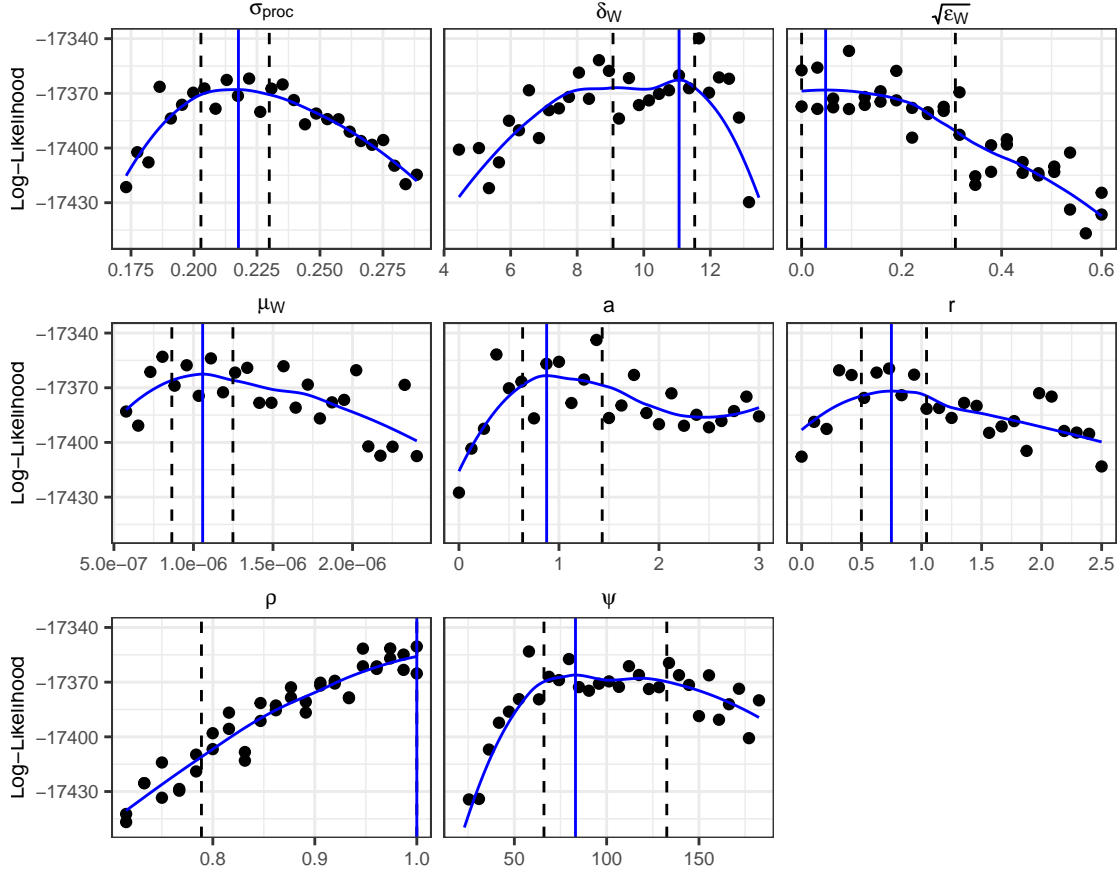 σproc δW √εW
Log−Likelihood
−17340
−17370
−17400
−17430
0.175 0.200 0.225 0.250 0.275 4 6 8 10 12 0.0 0.2 0.4 0.6
μW a r
Log−Likelihood
−17340
−17370
−17400
−17430
5.0e−07 1.0e−06 1.5e−06 2.0e−06 0 1 2 3 0.0 0.5 1.0 1.5 2.0 2.5
ρ ψ
Log−Likelihood
−17340
−17370
−17400
−17430
0.8 0.9 1.0 50 100 150